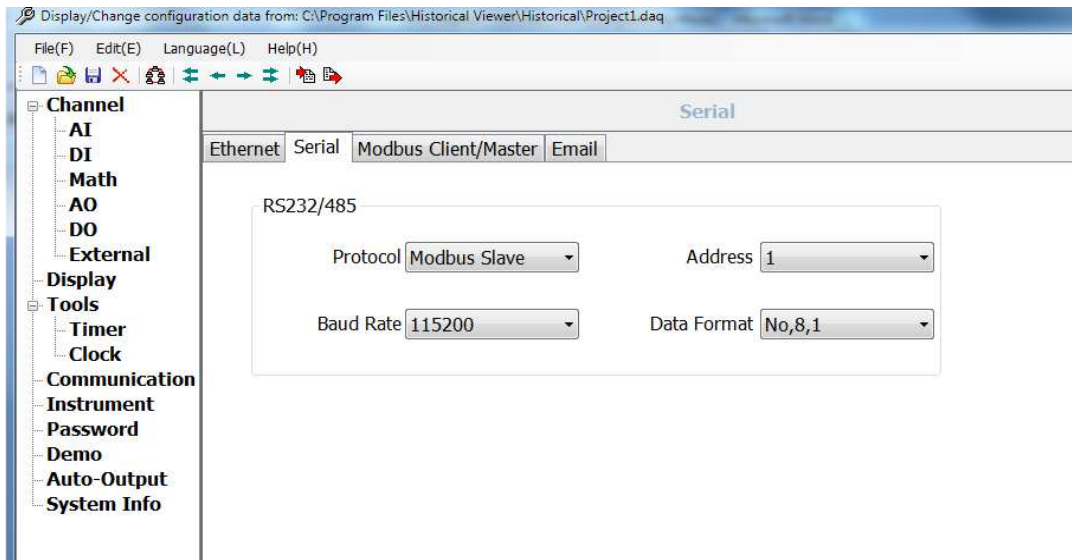 Display/Change configuration data from: C:\Program Files\Historical Viewer\Historical\Project1.daq
File(F) Edit(E) Language(L) Help(H)
Channel
AI
DI
Math
AO
DO
External
Display
Tools
Timer
Clock
Communication
Instrument
Password
Demo
Auto-Output
System Info
Serial
Ethernet Serial Modbus Client/Master Email
RS232/485
Protocol Modbus Slave Address 1
Baud Rate 115200 Data Format No,8,1